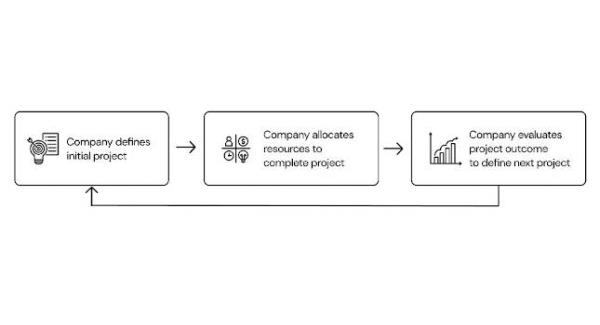 Company defines
initial project
Company allocates
resources to
complete project
Company evaluates
project outcome
to define next project